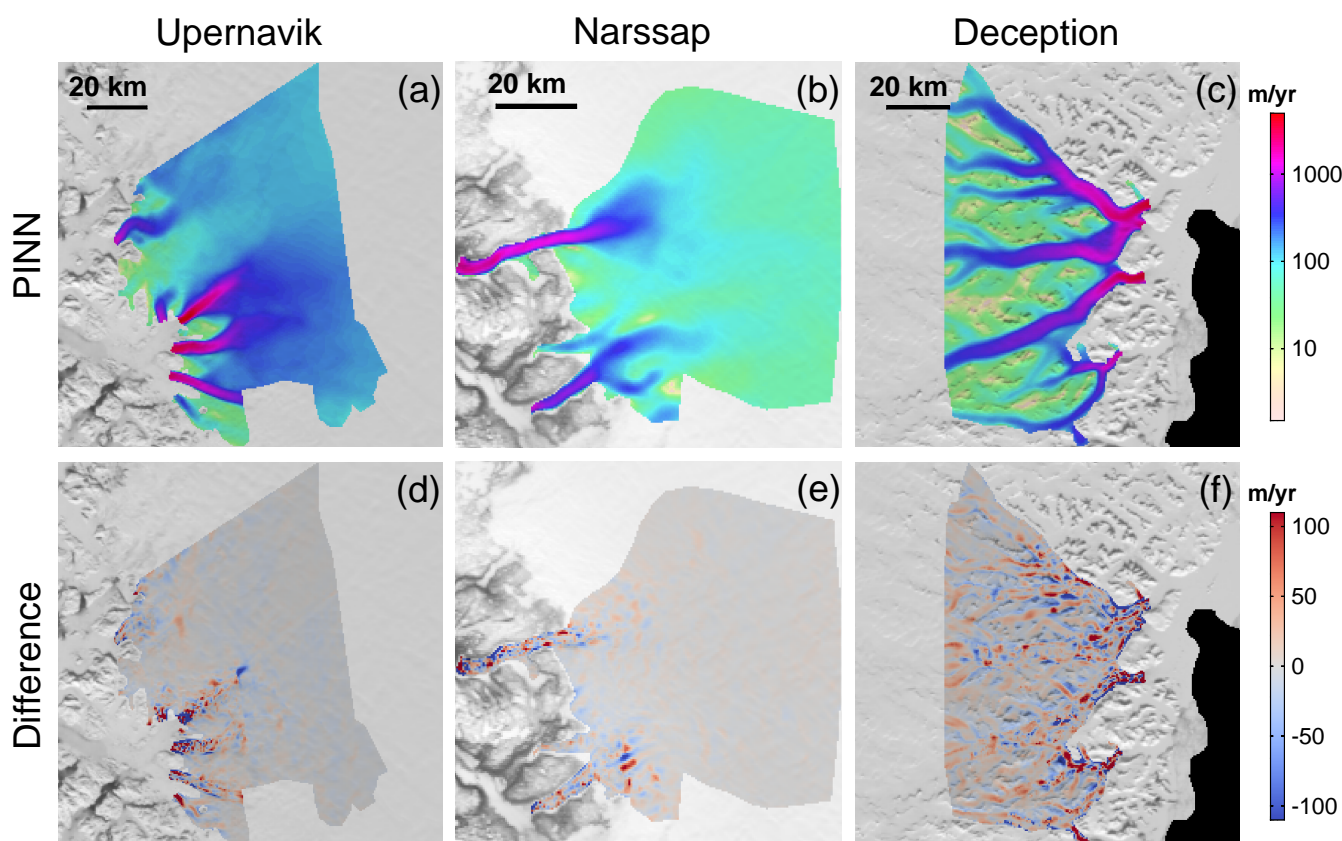 Upernavik
Narssap
Deception
20 km
(a)
20 km
(b)
20 km
(c)
m/yr
1000
100
10
PINN
(d)
(e)
(f)
m/yr
100
50
0
-50
-100
Difference